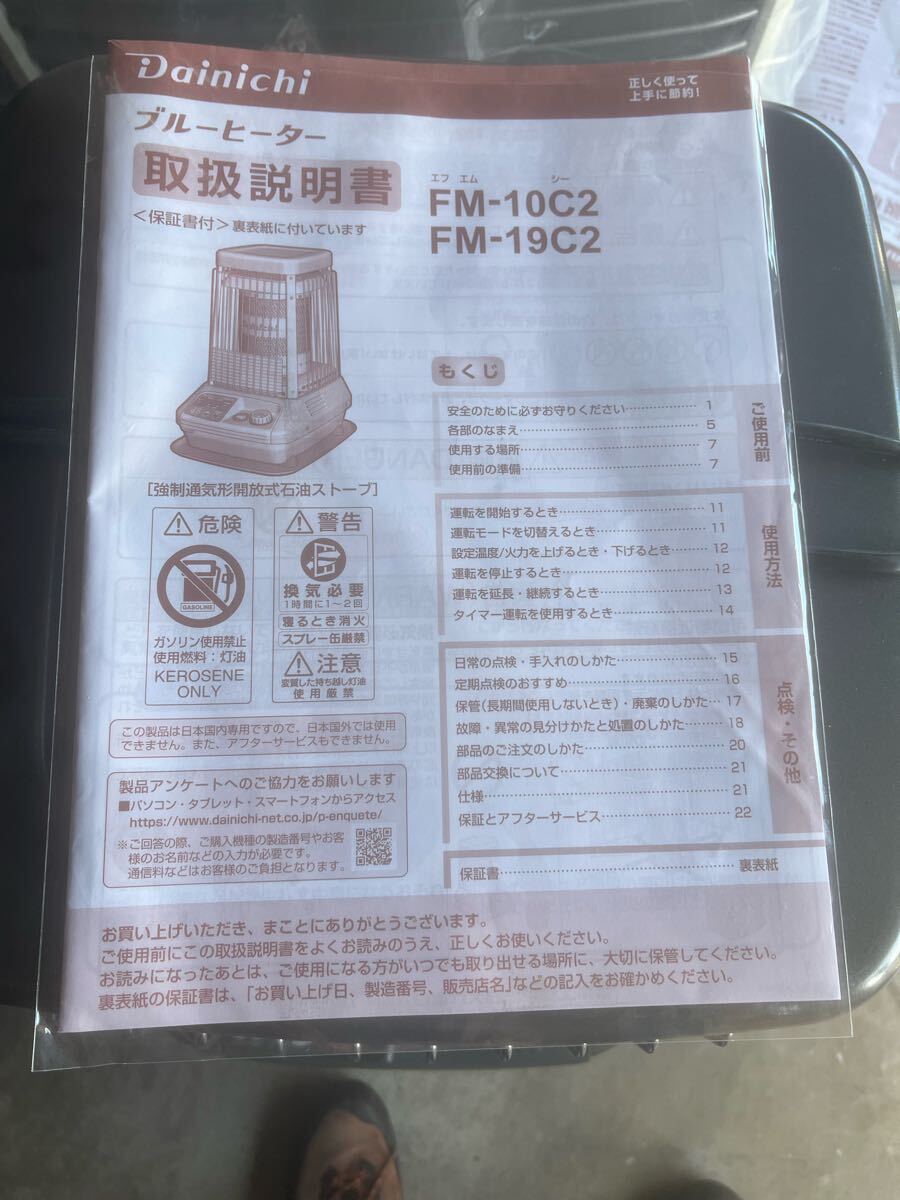 Dainichi
正しく使って
上手に節約!
ブルーヒーター
取扱説明書
<保証書付>裏表紙に付いています
エフ エム シー
FM-10C2
FM-19C2
[強制通気形開放式石油ストーブ]
危険
GASOLINE
ガソリン使用禁止
使用燃料:灯油
KEROSENE
ONLY
警告
換気必要
1時間に1~2回
寝るとき消火
スプレー缶厳禁
注意
変質した持ち越し灯油
使用厳禁
この製品は日本国内専用ですので、日本国外では使用
できません。また、アフターサービスもできません。
製品アンケートへのご協力をお願いします
■パソコン・タブレット・スマートフォンからアクセス
https://www.dainichi-net.co.jp/p-enquete/
※ご回答の際、ご購入機種の製造番号やお客
様のお名前などの入力が必要です。
通信料などはお客様のご負担となります。
もくじ
ご使用前
安全のために必ずお守りください……………… 1
各部のなまえ……………… 5
使用する場所……………… 7
使用前の準備……………… 7
使用方法
運転を開始するとき……………… 11
運転モードを切替えるとき……………… 11
設定温度/火力を上げるとき・下げるとき……… 12
運転を停止するとき……………… 12
運転を延長・継続するとき……………… 13
タイマー運転を使用するとき……………… 14
点検・その他
日常の点検・手入れのしかた……………… 15
定期点検のおすすめ……………… 16
保管(長期間使用しないとき)・廃棄のしかた… 17
故障・異常の見分けかたと処置のしかた……… 18
部品のご注文のしかた……………… 20
部品交換について……………… 21
仕様……………… 21
保証とアフターサービス……………… 22
保証書……………… 裏表紙
お買い上げいただき、まことにありがとうございます。
ご使用前にこの取扱説明書をよくお読みのうえ、正しくお使いください。
お読みになったあとは、ご使用になる方がいつでも取り出せる場所に、大切に保管してください。
裏表紙の保証書は、「お買い上げ日、製造番号、販売店名」などの記入をお確かめください。